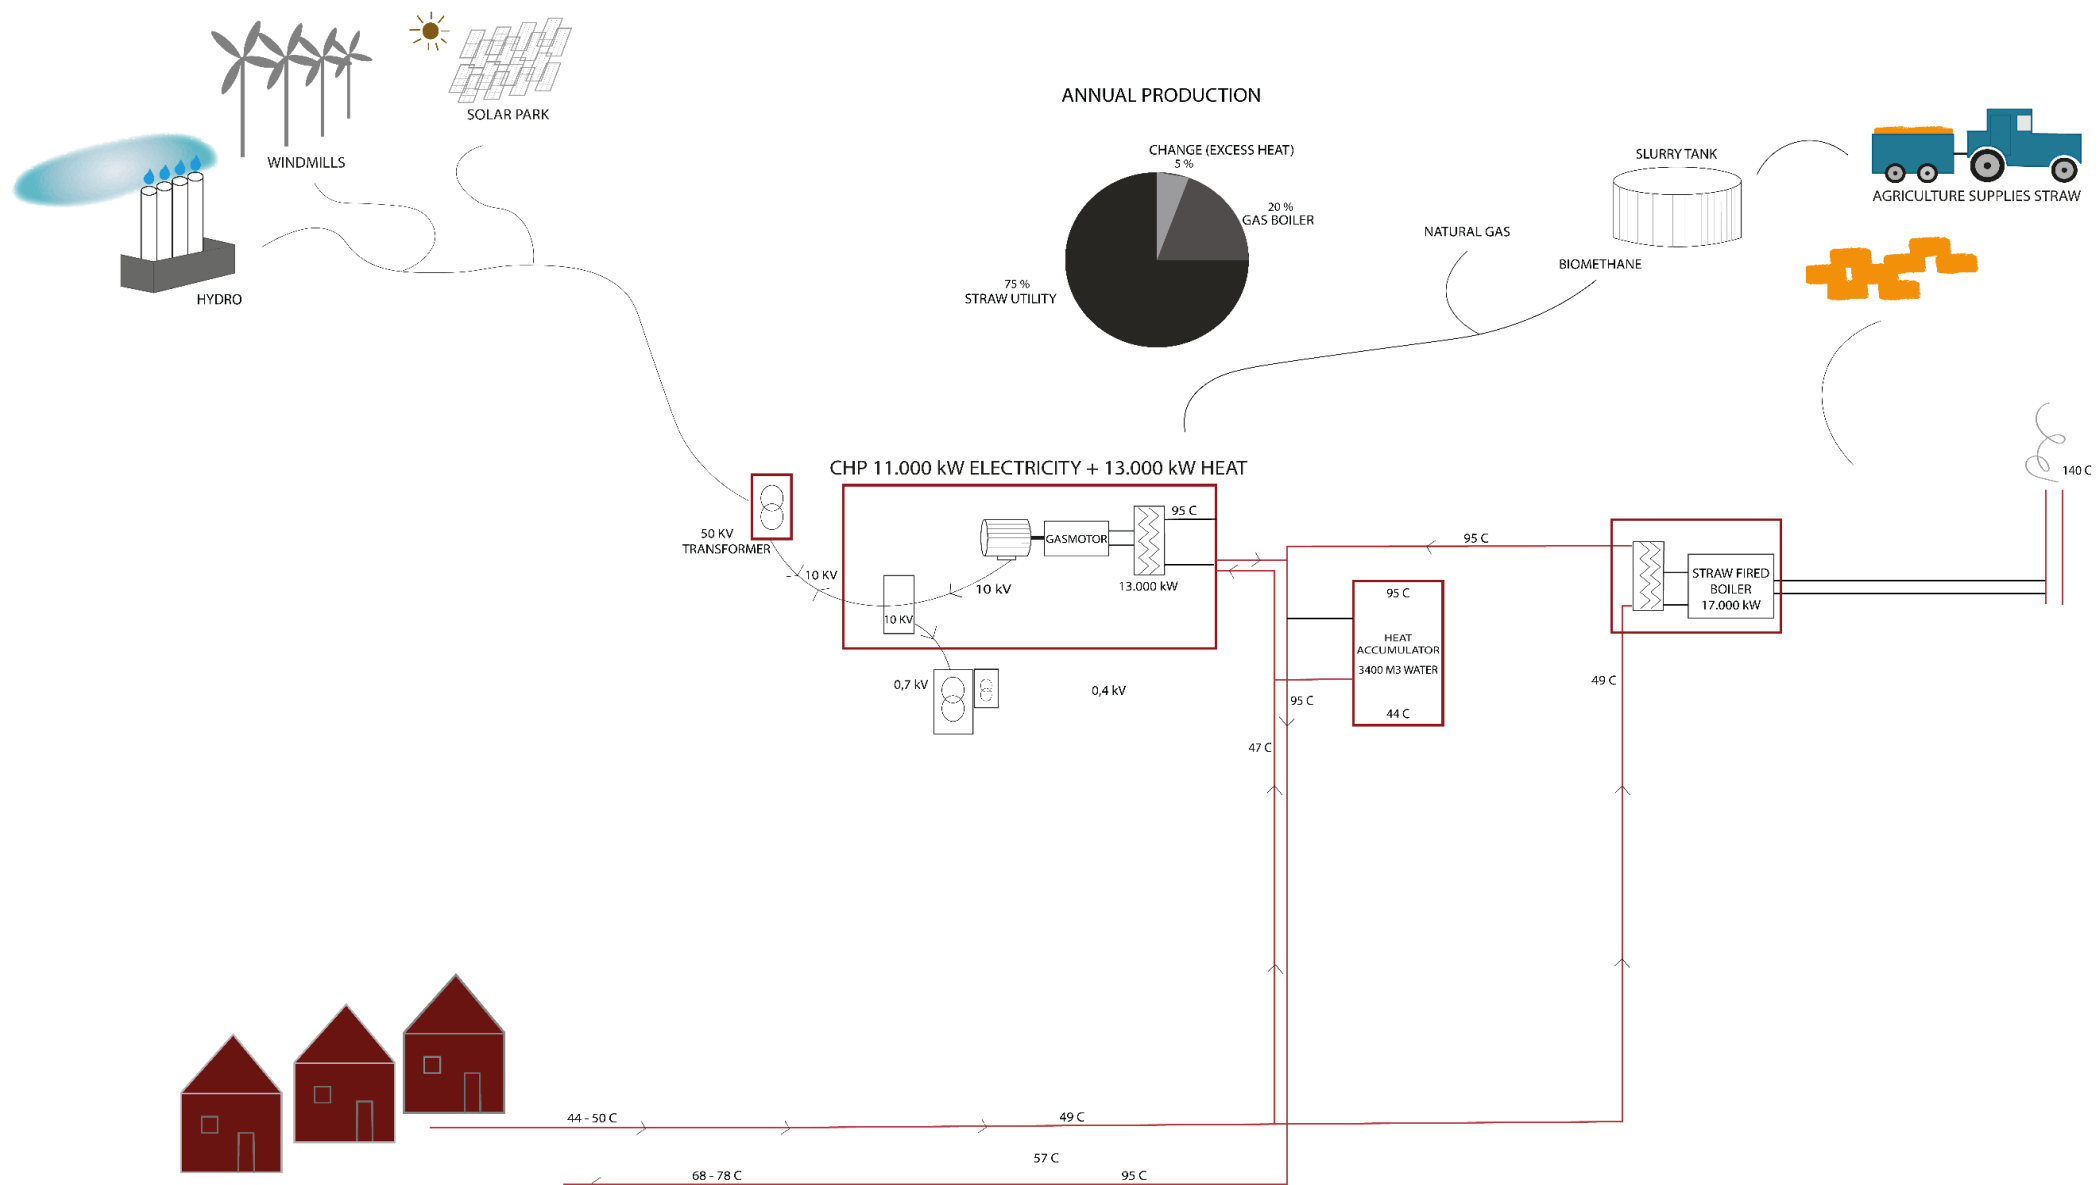 SOLAR PARK
WINDMILLS
HYDRO
ANNUAL PRODUCTION
CHANGE (EXCESS HEAT)
5 %
20 %
GAS BOILER
75 %
STRAW UTILITY
NATURAL GAS
BIOMETHANE
SLURRY TANK
AGRICULTURE SUPPLIES STRAW
140 C
CHP 11.000 kW ELECTRICITY + 13.000 kW HEAT
50 KV
TRANSFORMER
10 KV
10 KV
10 kV
GASMOTOR
95 C
13.000 kW
0,7 kV
0,4 kV
95 C
95 C
HEAT
ACCUMULATOR
3400 M3 WATER
44 C
STRAW FIRED
BOILER
17.000 kW
49 C
95 C
47 C
44 - 50 C
49 C
57 C
68 - 78 C
95 C